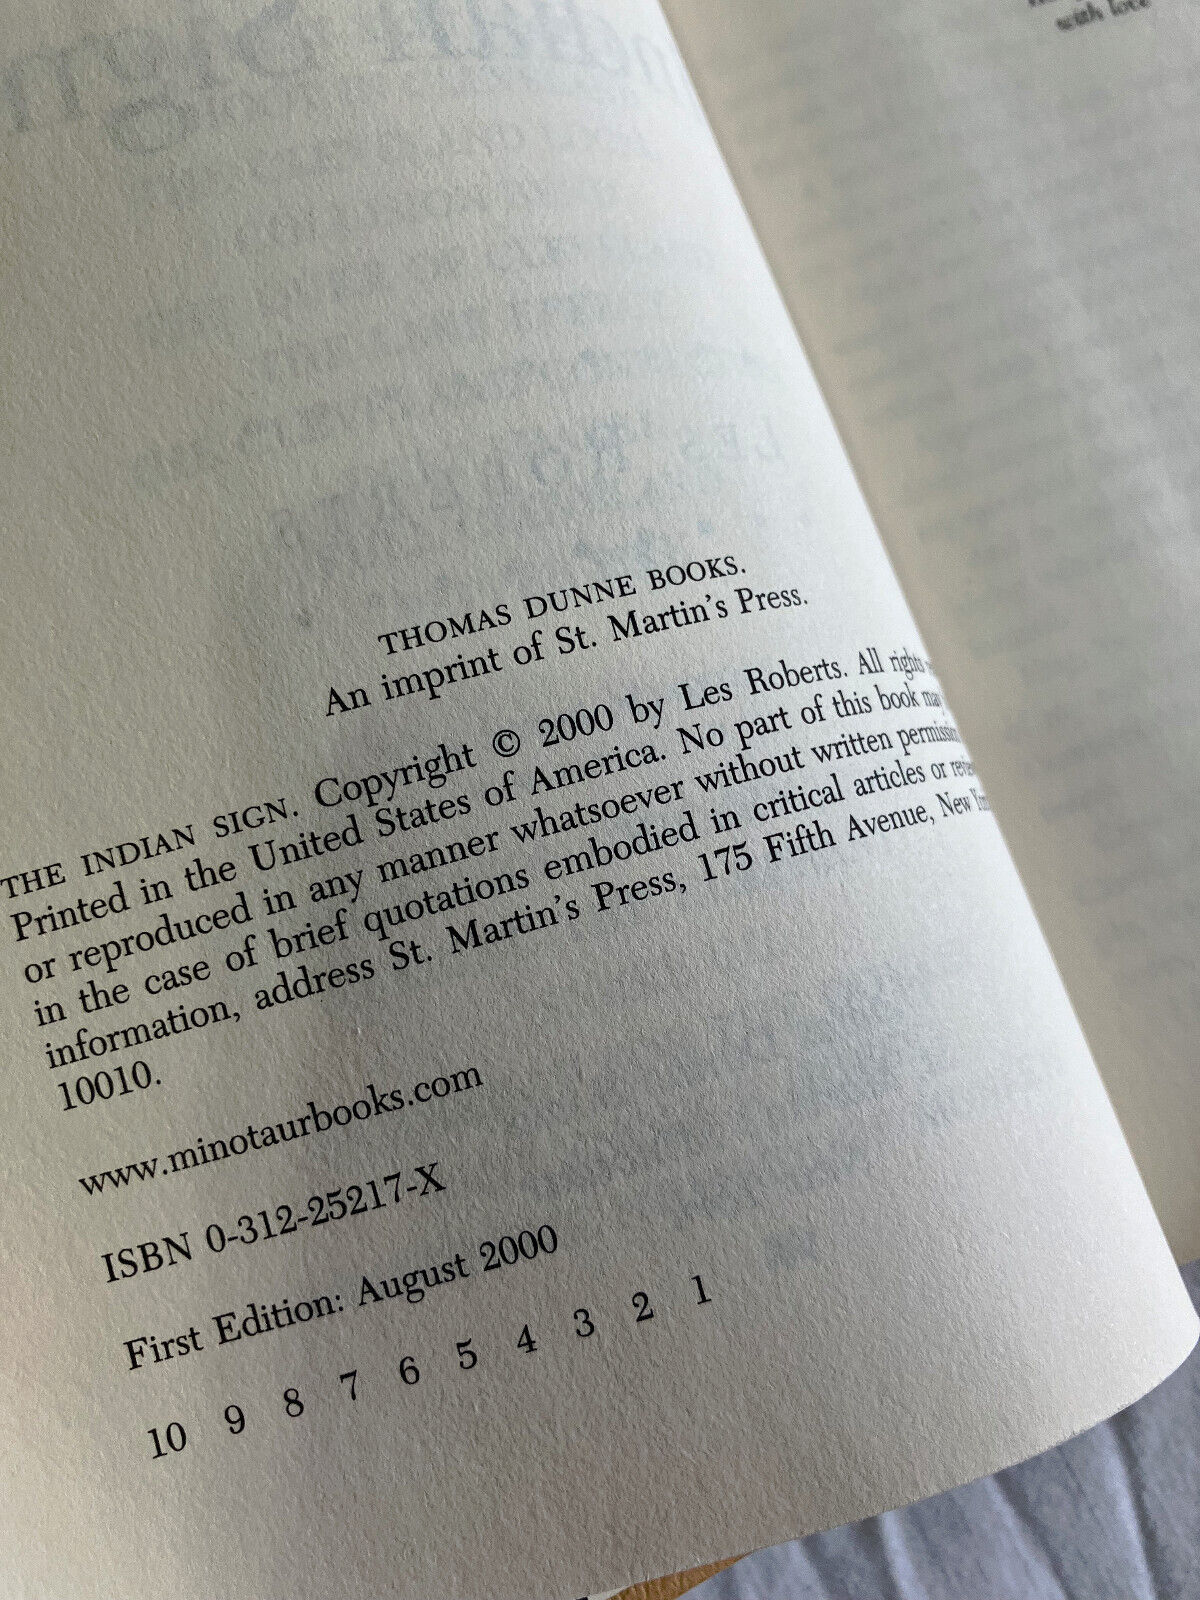 with love
THOMAS DUNNE BOOKS.
An imprint of St. Martin's Press.
THE INDIAN SIGN. Copyright © 2000 by Les Roberts. All rights
Printed in the United States of America. No part of this book may
or reproduced in any manner whatsoever without written
in the case of brief quotations embodied in critical articles or
information, address St. Martin's Press, 175 Fifth Avenue, New
10010.
www.minotaurbooks.com
ISBN 0-312-25217-X
First Edition: August 2000
10 9 8 7 6 5 4 3 2 1